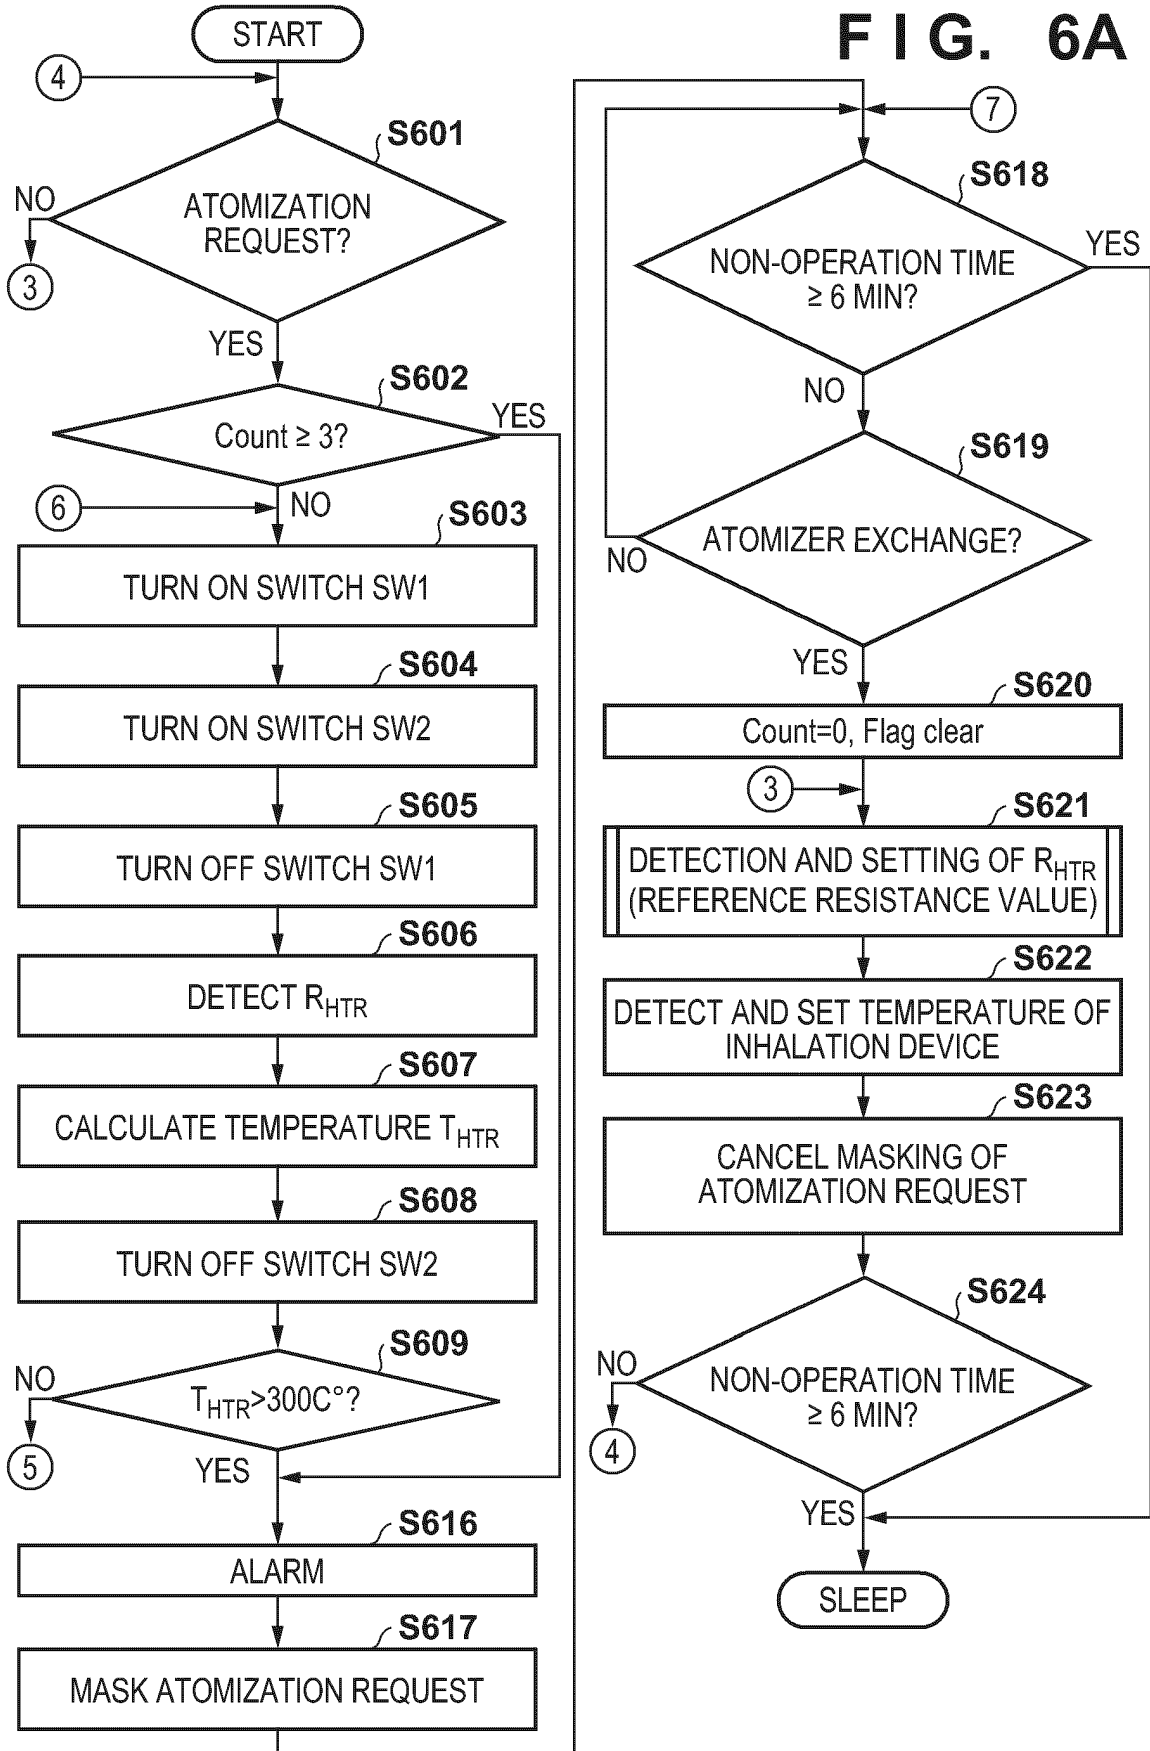 FIG. 6A
START
4
S601
ATOMIZATION
REQUEST?
NO
3
YES
S602
Count ≥ 3?
YES
6
NO
S603
TURN ON SWITCH SW1
S604
TURN ON SWITCH SW2
S605
TURN OFF SWITCH SW1
S606
DETECT RHTR
S607
CALCULATE TEMPERATURE THTR
S608
TURN OFF SWITCH SW2
S609
THTR>300C°?
NO
5
YES
S616
ALARM
S617
MASK ATOMIZATION REQUEST
7
S618
NON-OPERATION TIME
≥ 6 MIN?
YES
NO
S619
ATOMIZER EXCHANGE?
NO
YES
S620
Count=0, Flag clear
3
S621
DETECTION AND SETTING OF RHTR
(REFERENCE RESISTANCE VALUE)
S622
DETECT AND SET TEMPERATURE OF
INHALATION DEVICE
S623
CANCEL MASKING OF
ATOMIZATION REQUEST
S624
NON-OPERATION TIME
≥ 6 MIN?
NO
4
YES
SLEEP